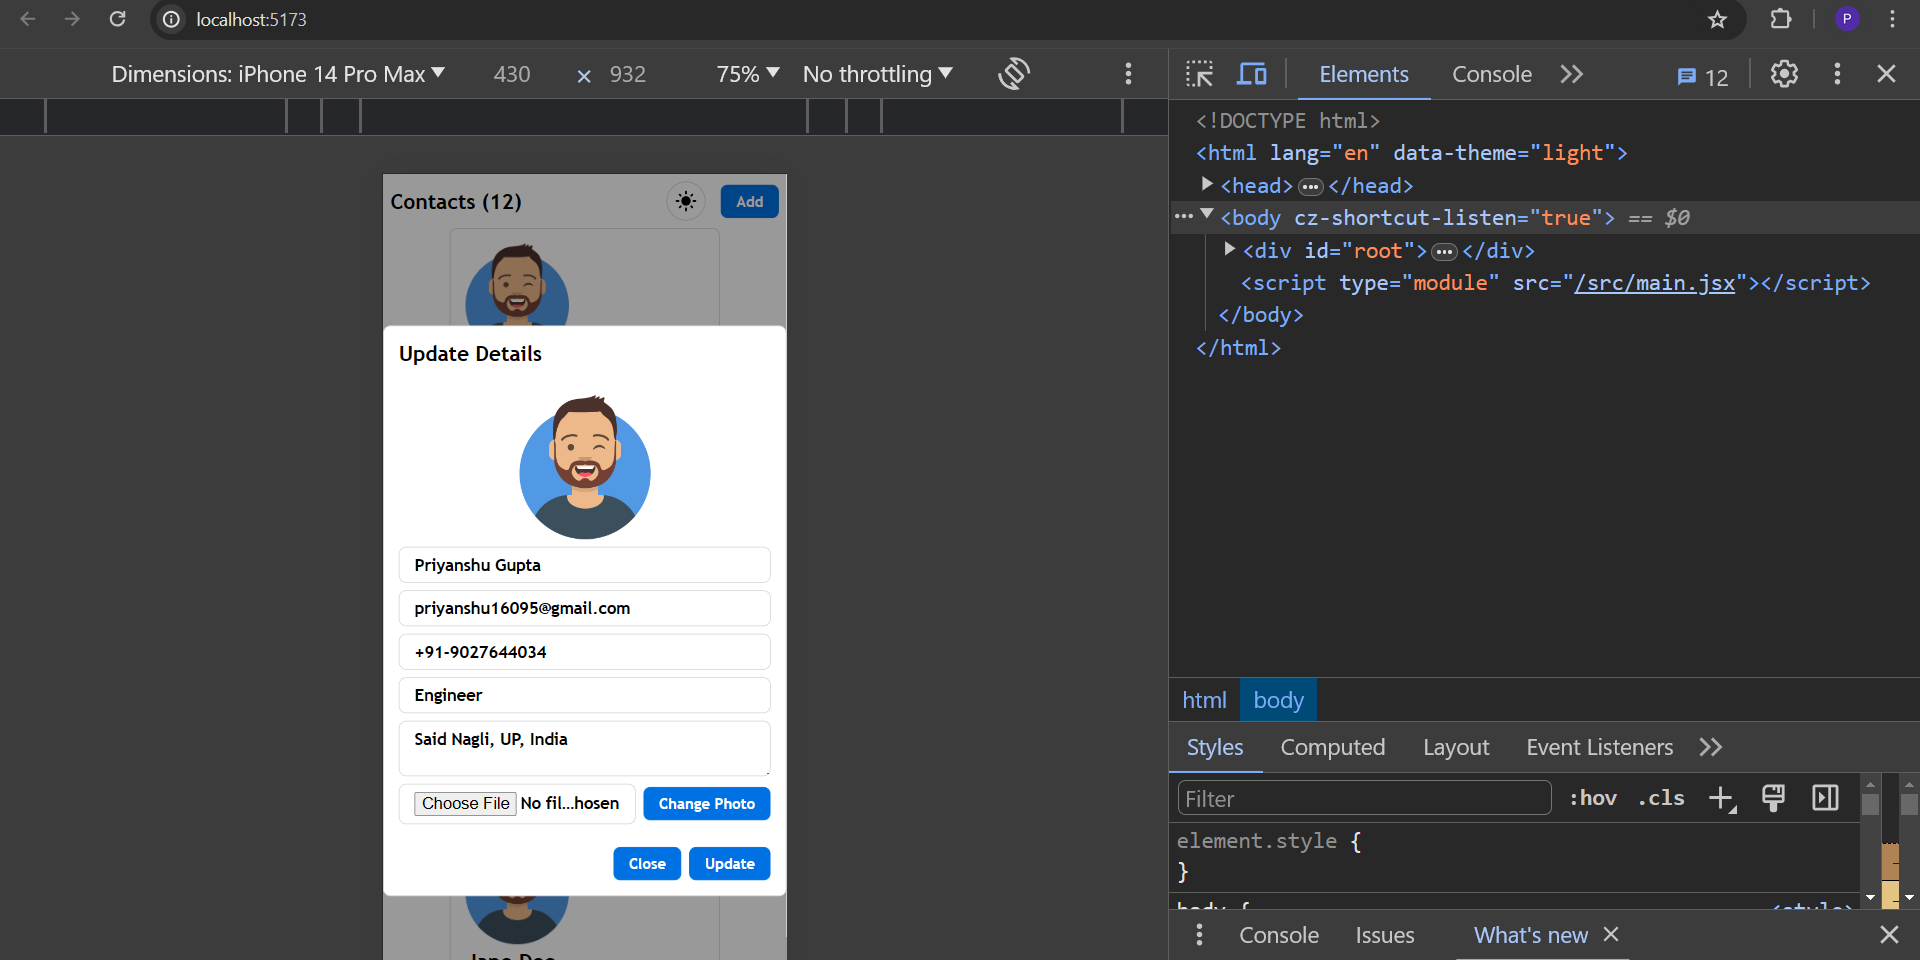 localhost:5173
P
Dimensions: iPhone 14 Pro Max 430 × 932 75% No throttling
Elements Console 12
Contacts (12) Add
Update Details
Priyanshu Gupta
priyanshu16095@gmail.com
+91-9027644034
Engineer
Said Nagli, UP, India
Choose File No fil...hosen Change Photo
Close Update
Jane Doe
<!DOCTYPE html>
<html lang="en" data-theme="light">
<head>…</head>
<body cz-shortcut-listen="true"> == $0
<div id="root">…</div>
<script type="module" src="/src/main.jsx"></script>
</body>
</html>
html body
Styles Computed Layout Event Listeners
Filter :hov .cls
element.style {
}
body { <style>
Console Issues What's new